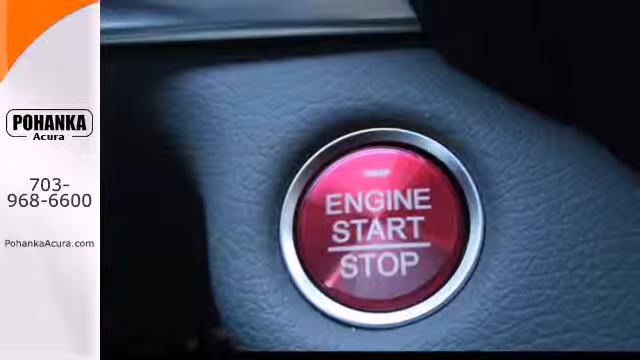 POHANKA
Acura
703-
968-6600
PohankaAcura.com
ENGINE
START
STOP